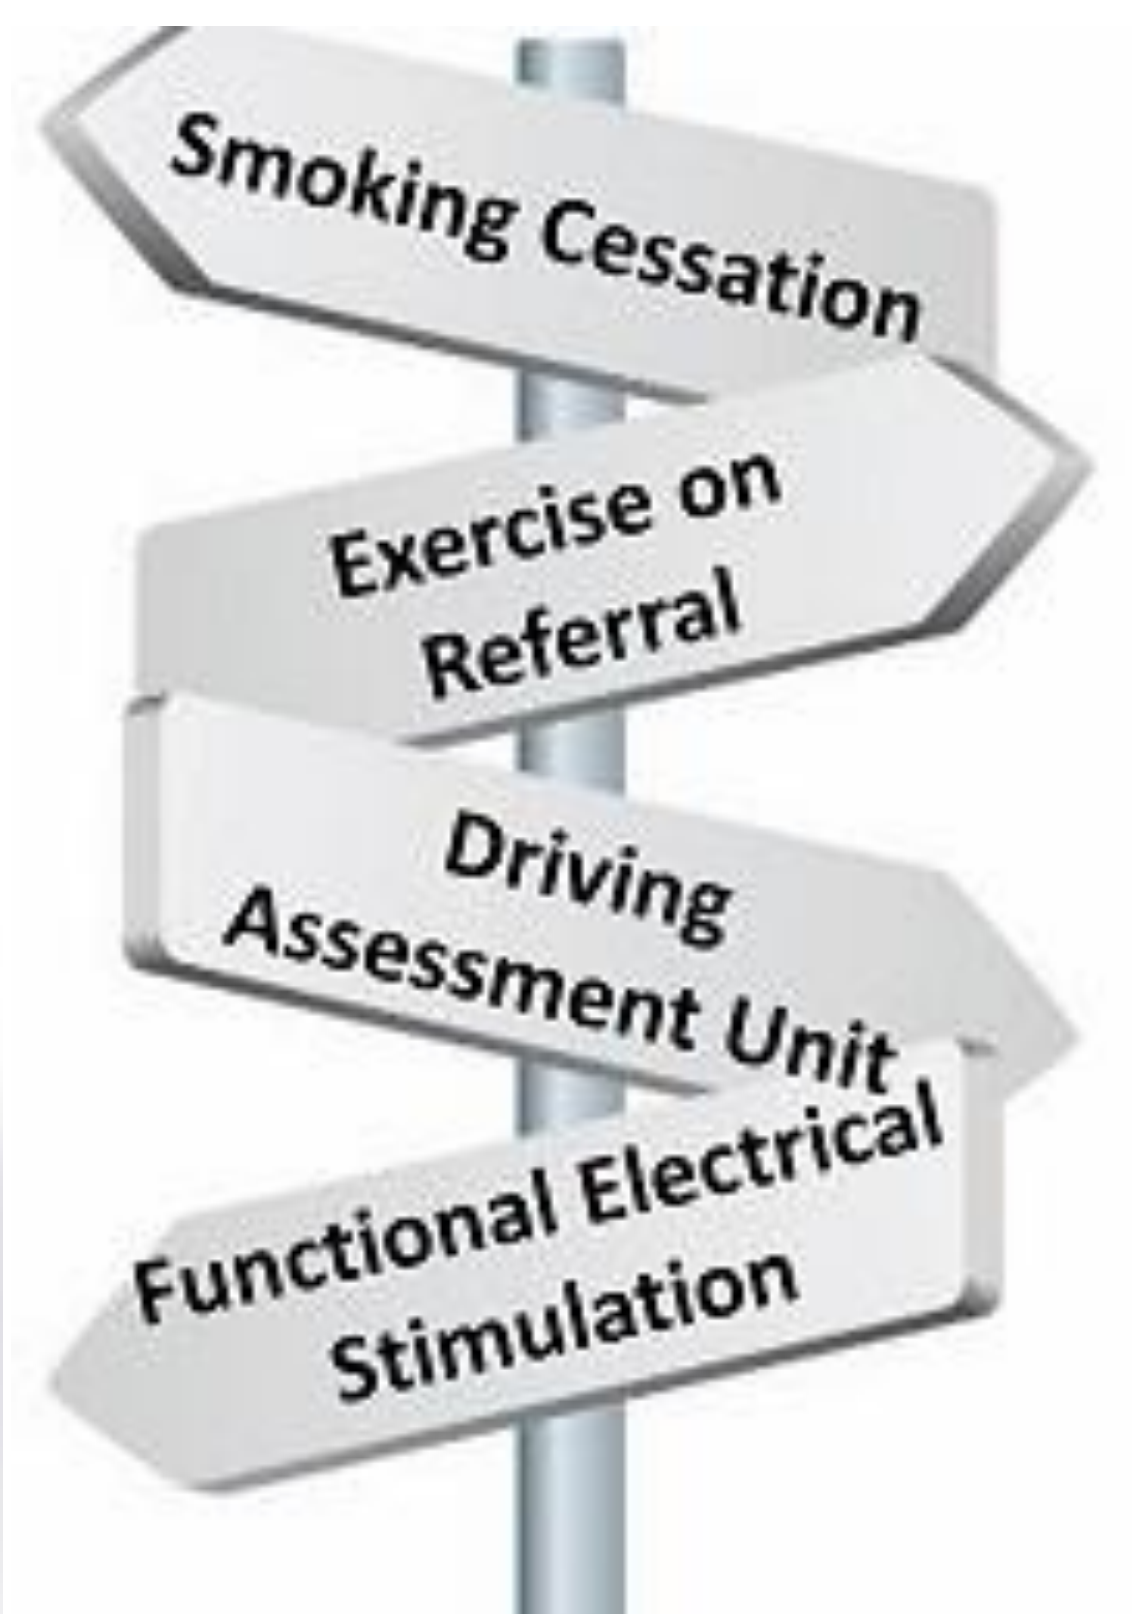 Smoking Cessation
Exercise on
Referral
Driving
Assessment Unit
Functional Electrical
Stimulation